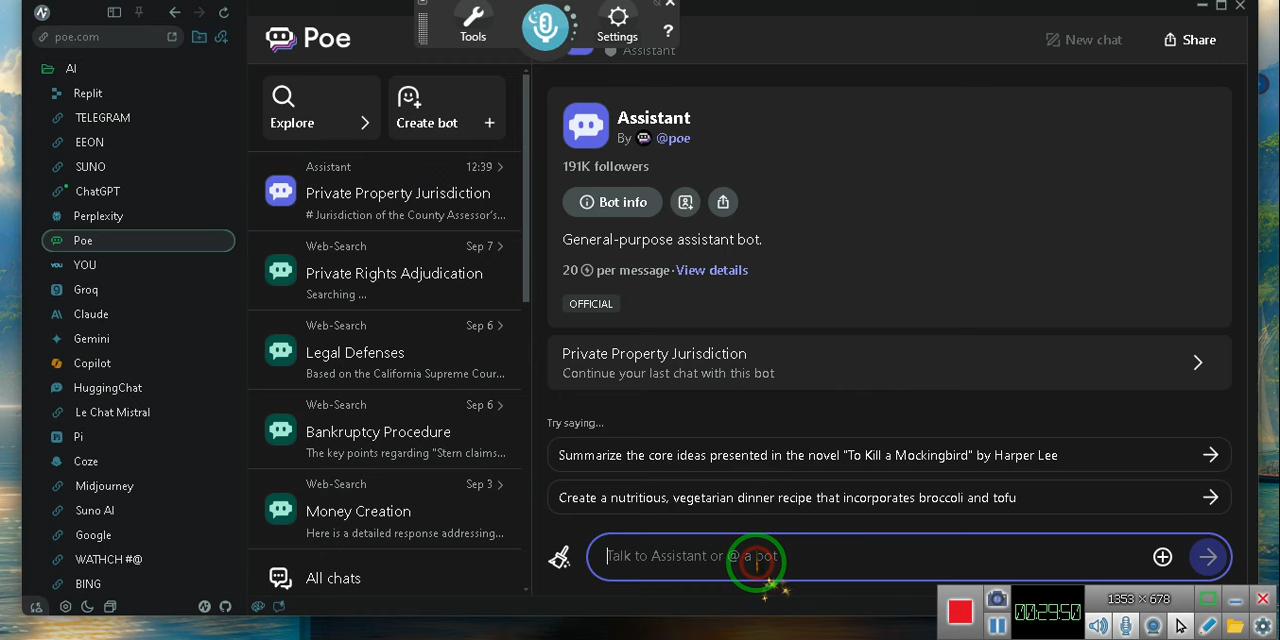 poe.com
AI
Replit
TELEGRAM
EEON
SUNO
ChatGPT
Perplexity
Poe
YOU
Groq
Claude
Gemini
Copilot
HuggingChat
Le Chat Mistral
Pi
Coze
Midjourney
Suno AI
Google
WATHCH #@
BING
Poe
Tools
Settings
?
Assistant
New chat
Share
Explore
Create bot
Assistant 12:39
Private Property Jurisdiction
# Jurisdiction of the County Assessor's...
Web-Search Sep 7
Private Rights Adjudication
Searching ...
Web-Search Sep 6
Legal Defenses
Based on the California Supreme Cour...
Web-Search Sep 6
Bankruptcy Procedure
The key points regarding "Stern claims...
Web-Search Sep 3
Money Creation
Here is a detailed response addressing...
All chats
Assistant
By @poe
191K followers
Bot info
General-purpose assistant bot.
20 per message · View details
OFFICIAL
Private Property Jurisdiction
Continue your last chat with this bot
Try saying...
Summarize the core ideas presented in the novel "To Kill a Mockingbird" by Harper Lee
Create a nutritious, vegetarian dinner recipe that incorporates broccoli and tofu
Talk to Assistant or @ a bot
1353 × 678
00:29:50